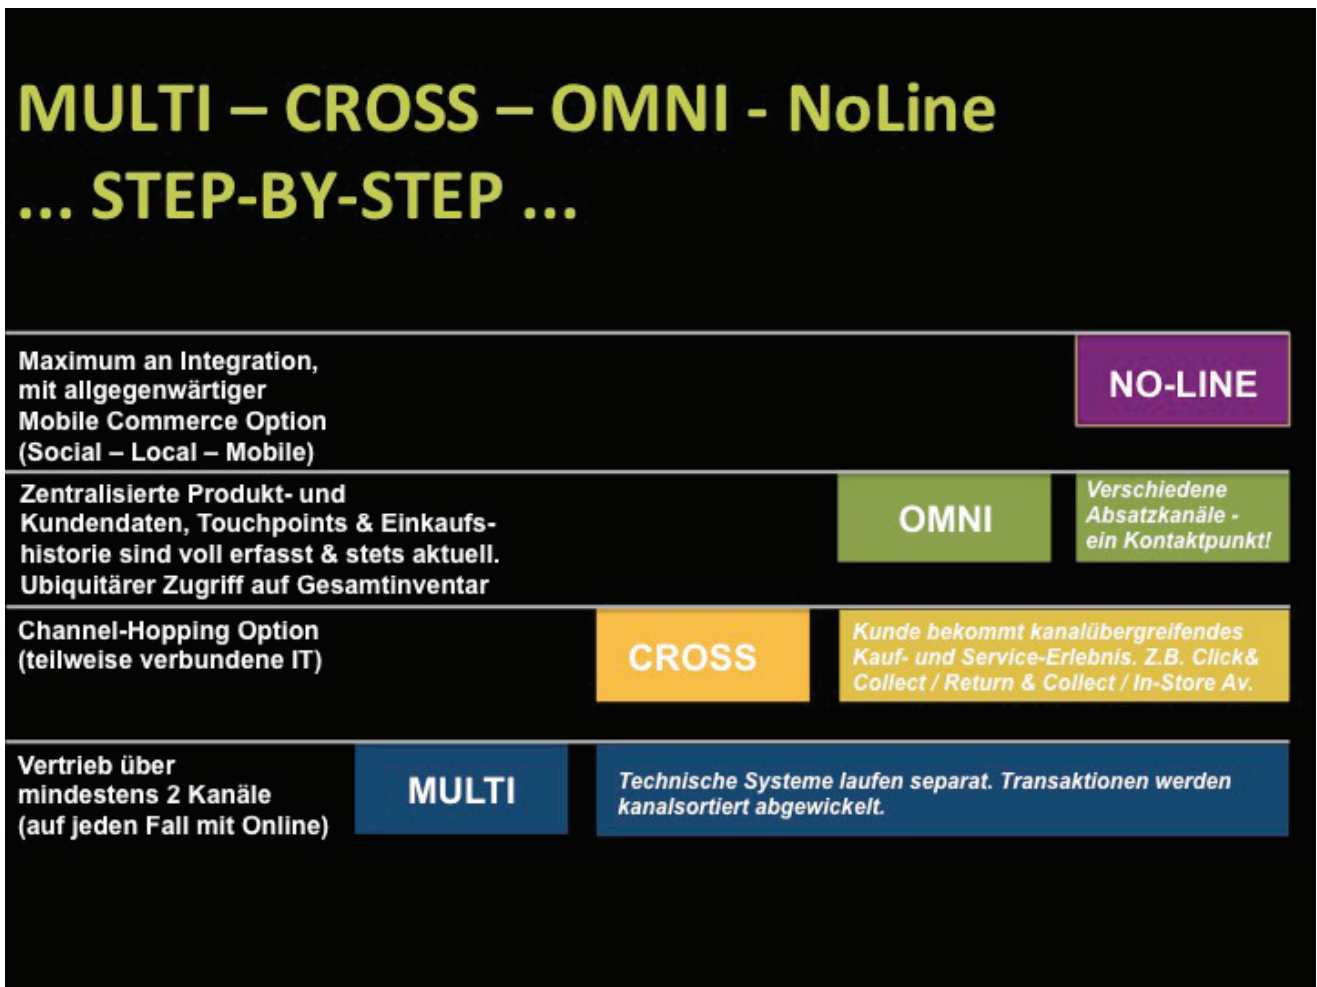 MULTI – CROSS – OMNI - NoLine
... STEP-BY-STEP ...
Maximum an Integration,
mit allgegenwärtiger
Mobile Commerce Option
(Social – Local – Mobile)
NO-LINE
Zentralisierte Produkt- und
Kundendaten, Touchpoints & Einkaufs-
historie sind voll erfasst & stets aktuell.
Ubiquitärer Zugriff auf Gesamtinventar
OMNI
Verschiedene
Absatzkanäle -
ein Kontaktpunkt!
Channel-Hopping Option
(teilweise verbundene IT)
CROSS
Kunde bekommt kanalübergreifendes
Kauf- und Service-Erlebnis. Z.B. Click&
Collect / Return & Collect / In-Store Av.
Vertrieb über
mindestens 2 Kanäle
(auf jeden Fall mit Online)
MULTI
Technische Systeme laufen separat. Transaktionen werden
kanalsortiert abgewickelt.